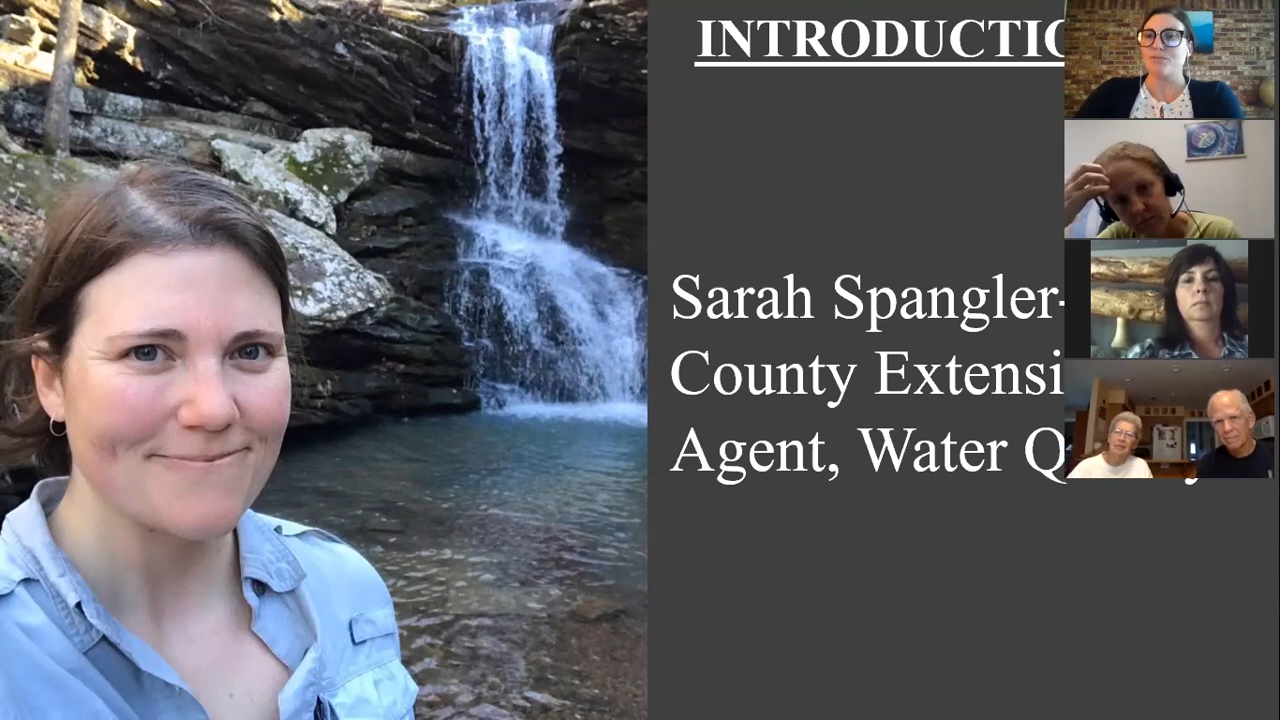 INTRODUCTIO
Sarah Spangler-
County Extensi
Agent, Water Q y